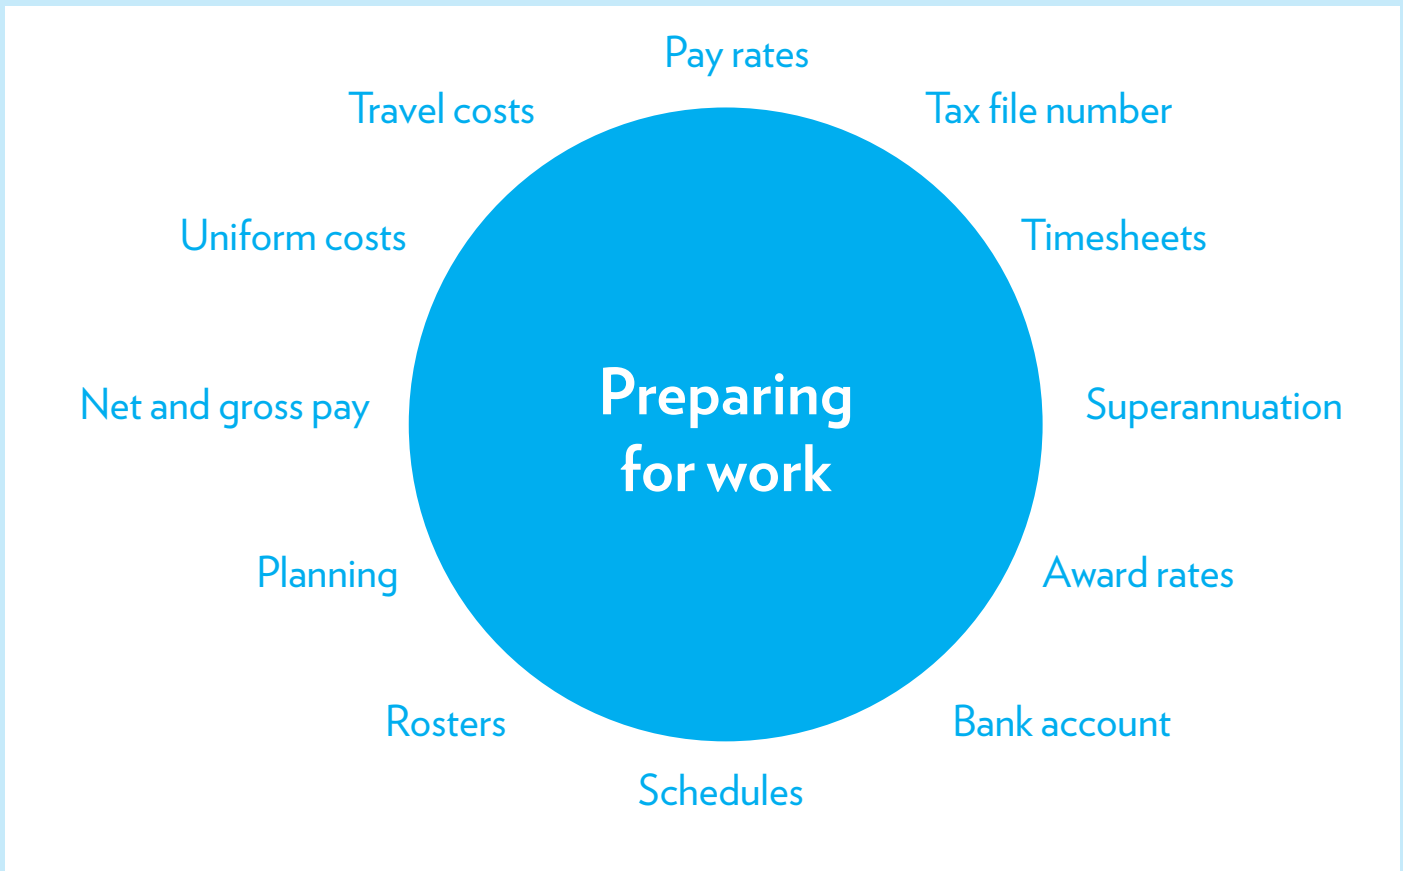 Pay rates
Travel costs
Tax file number
Uniform costs
Timesheets
Net and gross pay
Preparing
for work
Superannuation
Planning
Award rates
Rosters
Bank account
Schedules